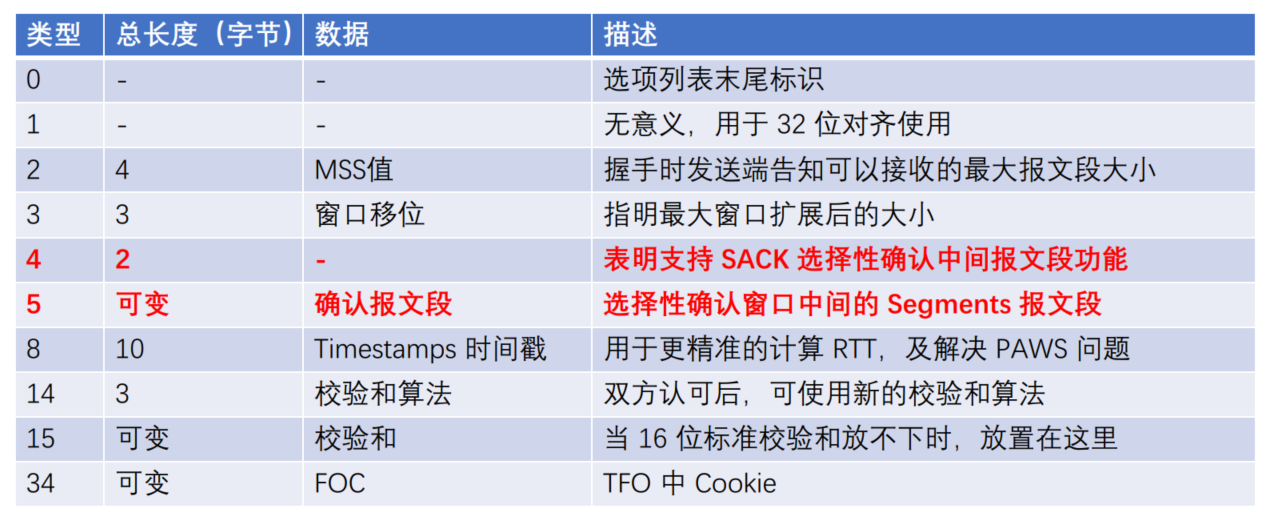 类型 总长度（字节） 数据 描述
0 - - 选项列表末尾标识
1 - - 无意义，用于 32 位对齐使用
2 4 MSS值 握手时发送端告知可以接收的最大报文段大小
3 3 窗口移位 指明最大窗口扩展后的大小
4 2 - 表明支持 SACK 选择性确认中间报文段功能
5 可变 确认报文段 选择性确认窗口中间的 Segments 报文段
8 10 Timestamps 时间戳 用于更精准的计算 RTT，及解决 PAWS 问题
14 3 校验和算法 双方认可后，可使用新的校验和算法
15 可变 校验和 当 16 位标准校验和放不下时，放置在这里
34 可变 FOC TFO 中 Cookie